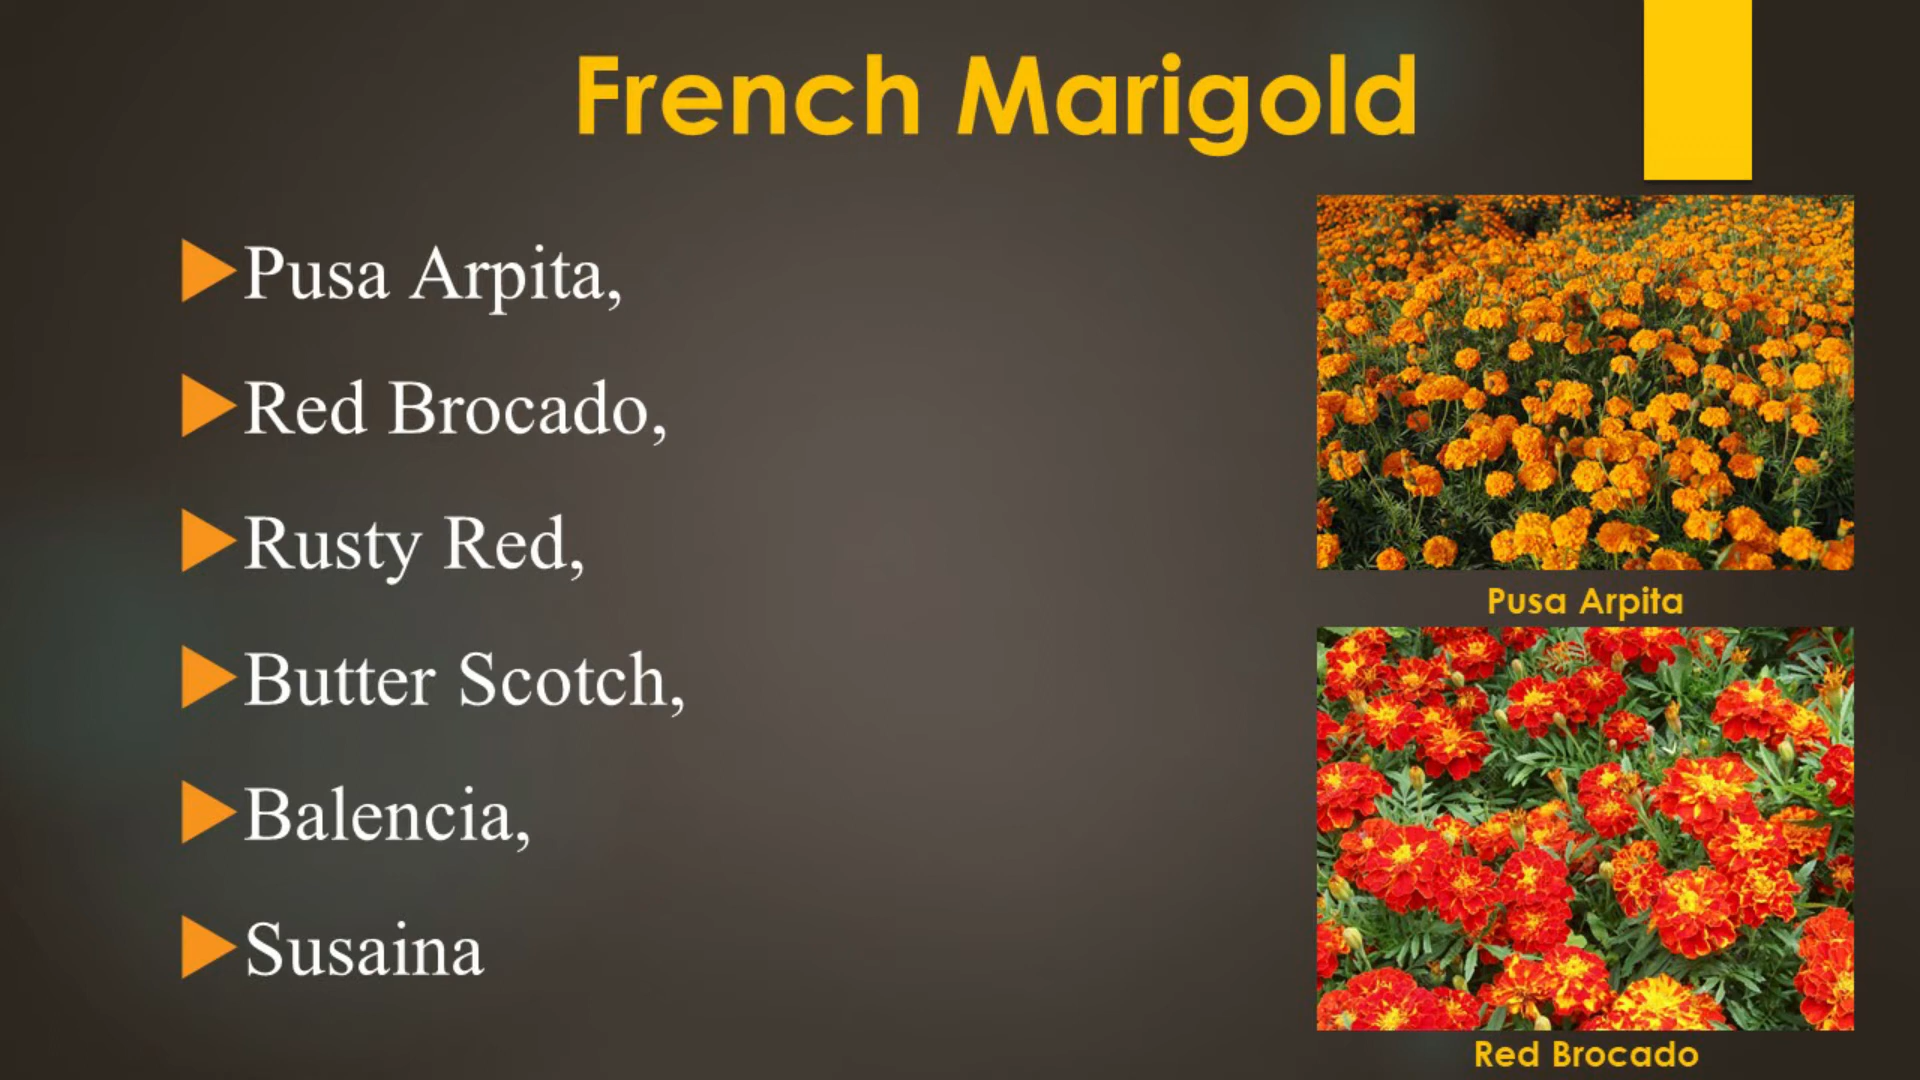 French Marigold
Pusa Arpita,
Red Brocado,
Rusty Red,
Butter Scotch,
Balencia,
Susaina
Pusa Arpita
Red Brocado